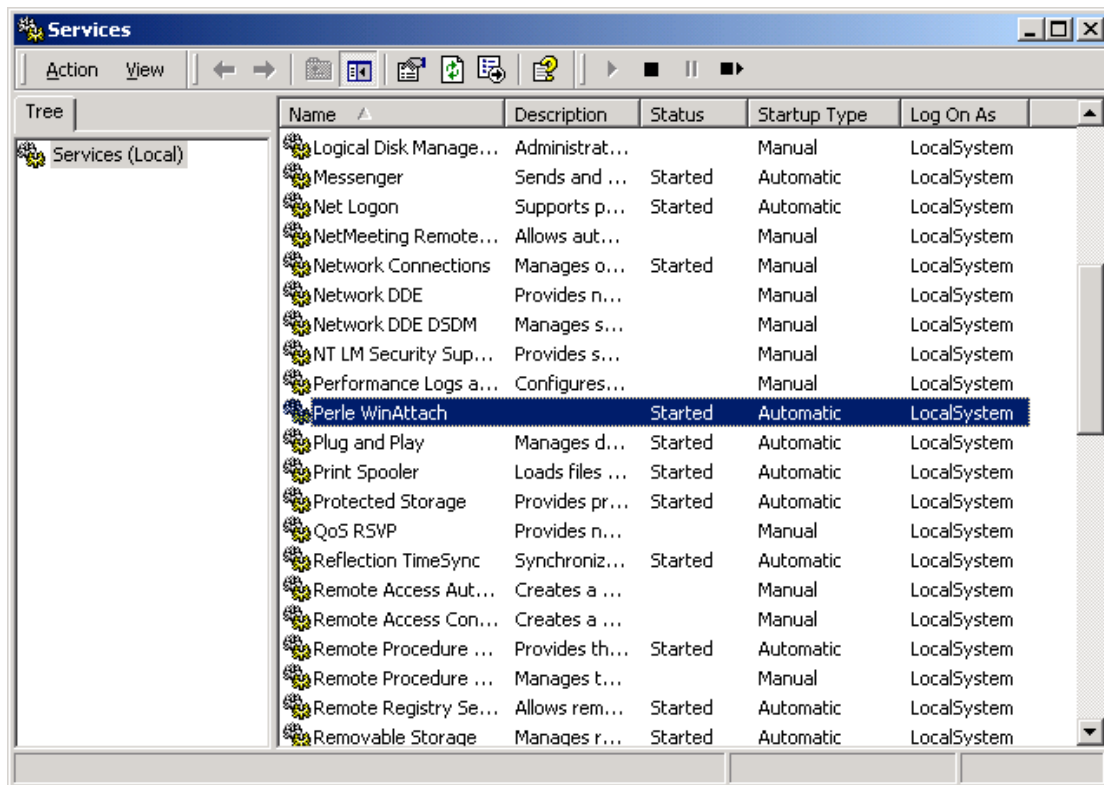 Services
Action View
Tree
Name Description Status Startup Type Log On As
Services (Local)
Logical Disk Manage... Administrat... Manual LocalSystem
Messenger Sends and ... Started Automatic LocalSystem
Net Logon Supports p... Started Automatic LocalSystem
NetMeeting Remote... Allows aut... Manual LocalSystem
Network Connections Manages o... Started Manual LocalSystem
Network DDE Provides n... Manual LocalSystem
Network DDE DSDM Manages s... Manual LocalSystem
NT LM Security Sup... Provides s... Manual LocalSystem
Performance Logs a... Configures... Manual LocalSystem
Perle WinAttach Started Automatic LocalSystem
Plug and Play Manages d... Started Automatic LocalSystem
Print Spooler Loads files ... Started Automatic LocalSystem
Protected Storage Provides pr... Started Automatic LocalSystem
QoS RSVP Provides n... Manual LocalSystem
Reflection TimeSync Synchroniz... Started Automatic LocalSystem
Remote Access Aut... Creates a ... Manual LocalSystem
Remote Access Con... Creates a ... Manual LocalSystem
Remote Procedure ... Provides th... Started Automatic LocalSystem
Remote Procedure ... Manages t... Manual LocalSystem
Remote Registry Se... Allows rem... Started Automatic LocalSystem
Removable Storage Manages r... Started Automatic LocalSystem